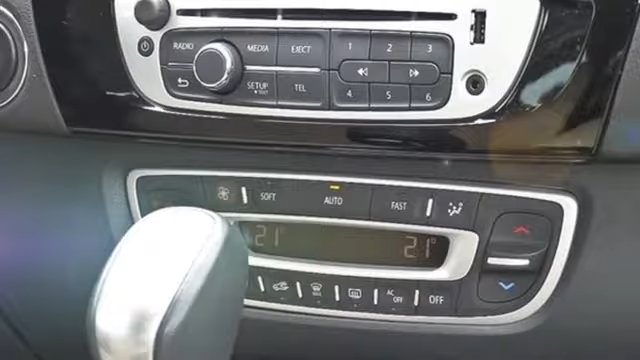 RADIO MEDIA EJECT 1 2 3
SETUP TEL 4 5 6
SOFT AUTO FAST
21° 21°
AC OFF OFF